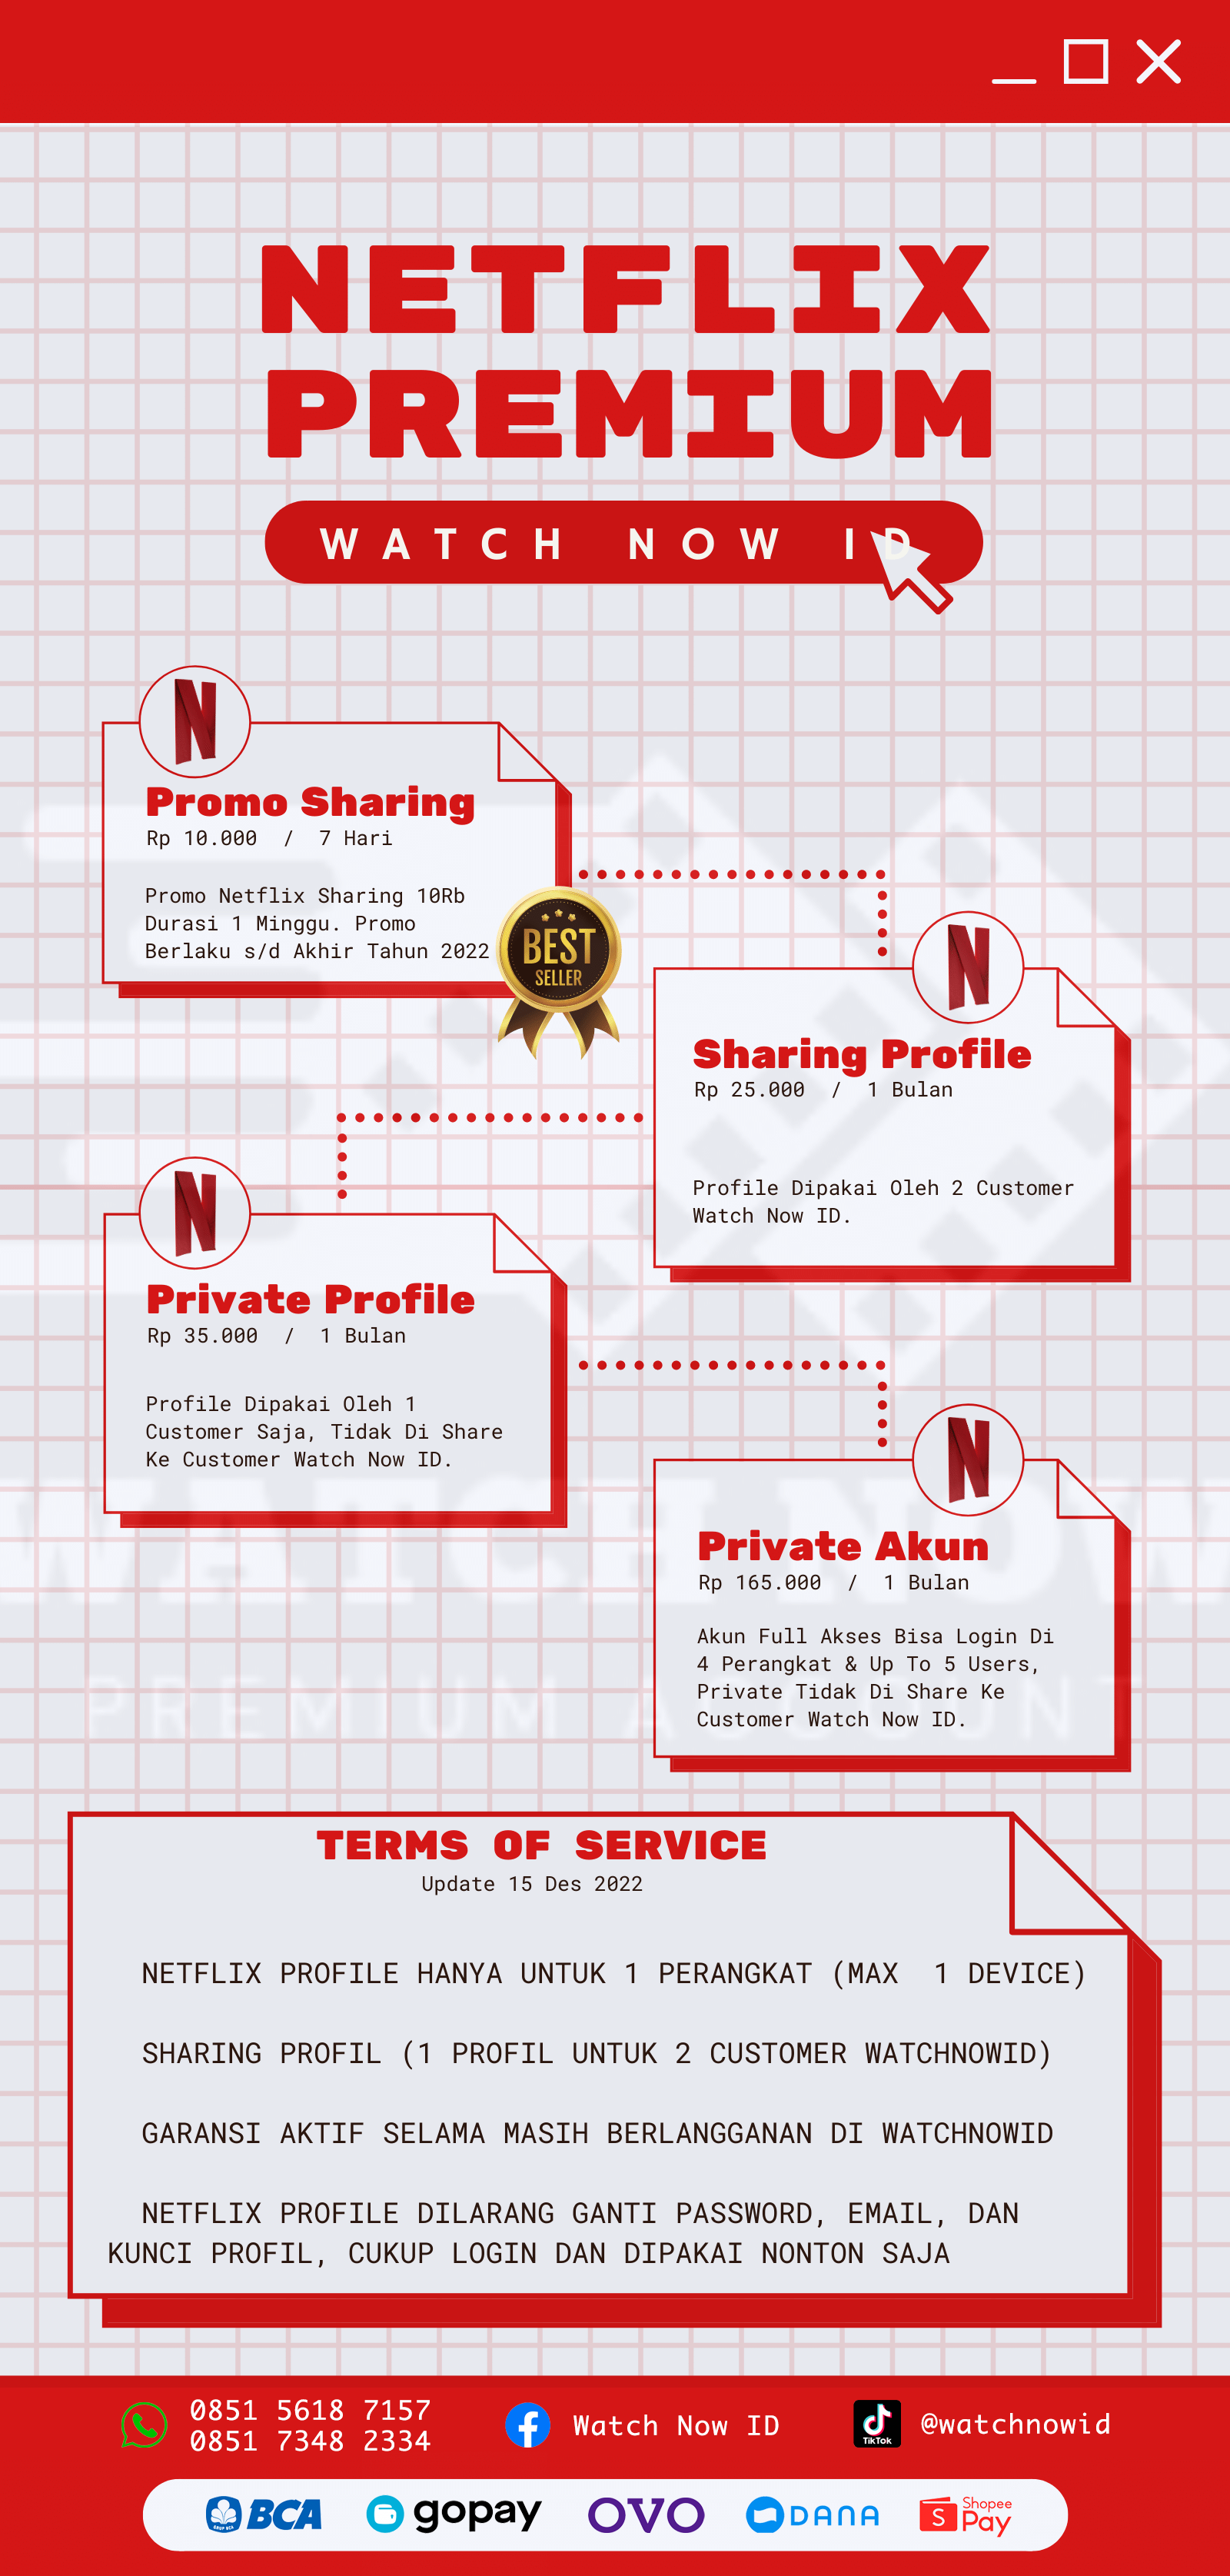 NETFLIX
PREMIUM
WATCH NOW ID
Promo Sharing
Rp 10.000 / 7 Hari
Promo Netflix Sharing 10Rb
Durasi 1 Minggu. Promo
Berlaku s/d Akhir Tahun 2022
BEST
SELLER
Sharing Profile
Rp 25.000 / 1 Bulan
Profile Dipakai Oleh 2 Customer
Watch Now ID.
Private Profile
Rp 35.000 / 1 Bulan
Profile Dipakai Oleh 1
Customer Saja, Tidak Di Share
Ke Customer Watch Now ID.
Private Akun
Rp 165.000 / 1 Bulan
Akun Full Akses Bisa Login Di
4 Perangkat & Up To 5 Users,
Private Tidak Di Share Ke
Customer Watch Now ID.
WATCH NOW
PREMIUM ACCOUNT
TERMS OF SERVICE
Update 15 Des 2022
NETFLIX PROFILE HANYA UNTUK 1 PERANGKAT (MAX 1 DEVICE)
SHARING PROFIL (1 PROFIL UNTUK 2 CUSTOMER WATCHNOWID)
GARANSI AKTIF SELAMA MASIH BERLANGGANAN DI WATCHNOWID
NETFLIX PROFILE DILARANG GANTI PASSWORD, EMAIL, DAN
KUNCI PROFIL, CUKUP LOGIN DAN DIPAKAI NONTON SAJA
0851 5618 7157
0851 7348 2334
Watch Now ID
TikTok
@watchnowid
BCA
gopay
OVO
DANA
Shopee
Pay